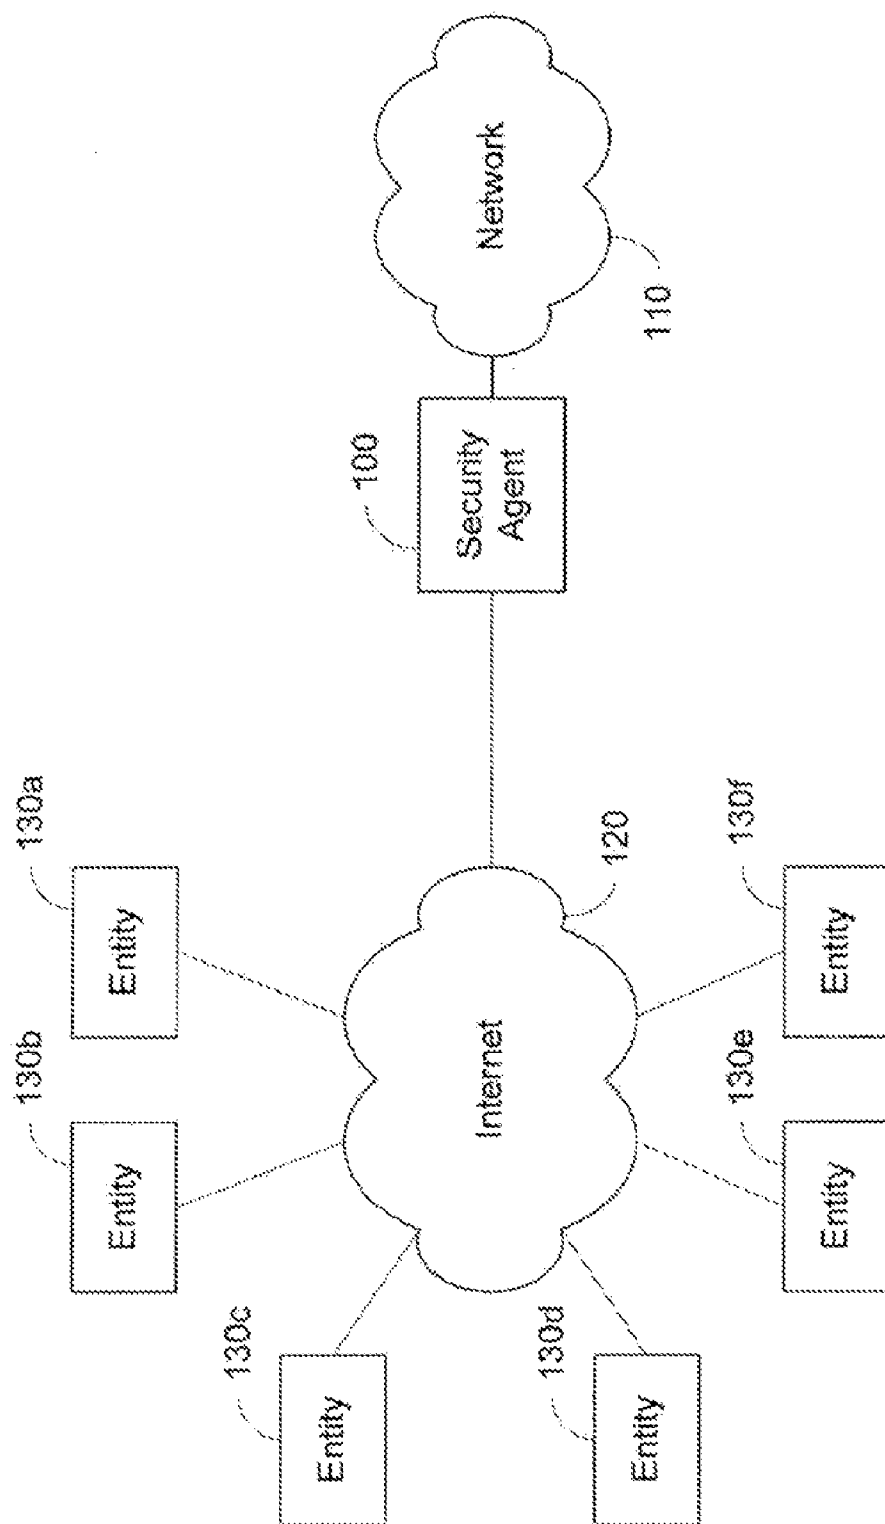 130a
Entity
130b
Entity
130c
Entity
130d
Entity
130e
Entity
130f
Entity
Internet
120
100
Security
Agent
Network
110